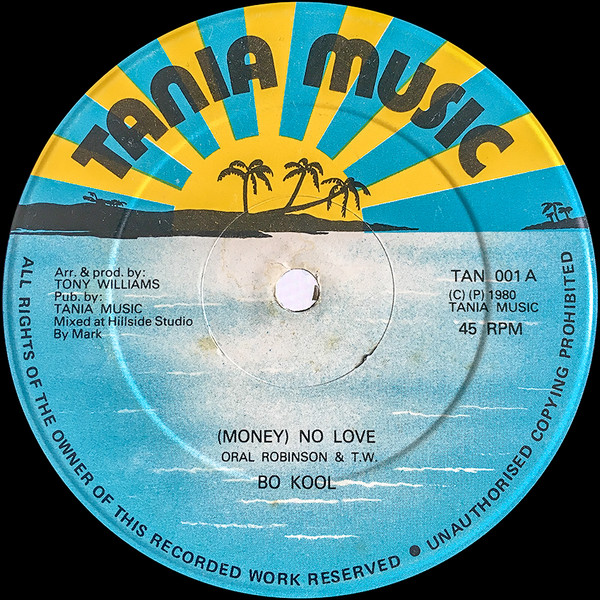 TANIA MUSIC
Arr. & prod. by:
TONY WILLIAMS
Pub. by:
TANIA MUSIC
Mixed at Hillside Studio
By Mark
TAN 001 A
(C) (P) 1980
TANIA MUSIC
45 RPM
(MONEY) NO LOVE
ORAL ROBINSON & T.W.
BO KOOL
ALL RIGHTS OF THE OWNER OF THIS RECORDED WORK RESERVED ● UNAUTHORISED COPYING PROHIBITED